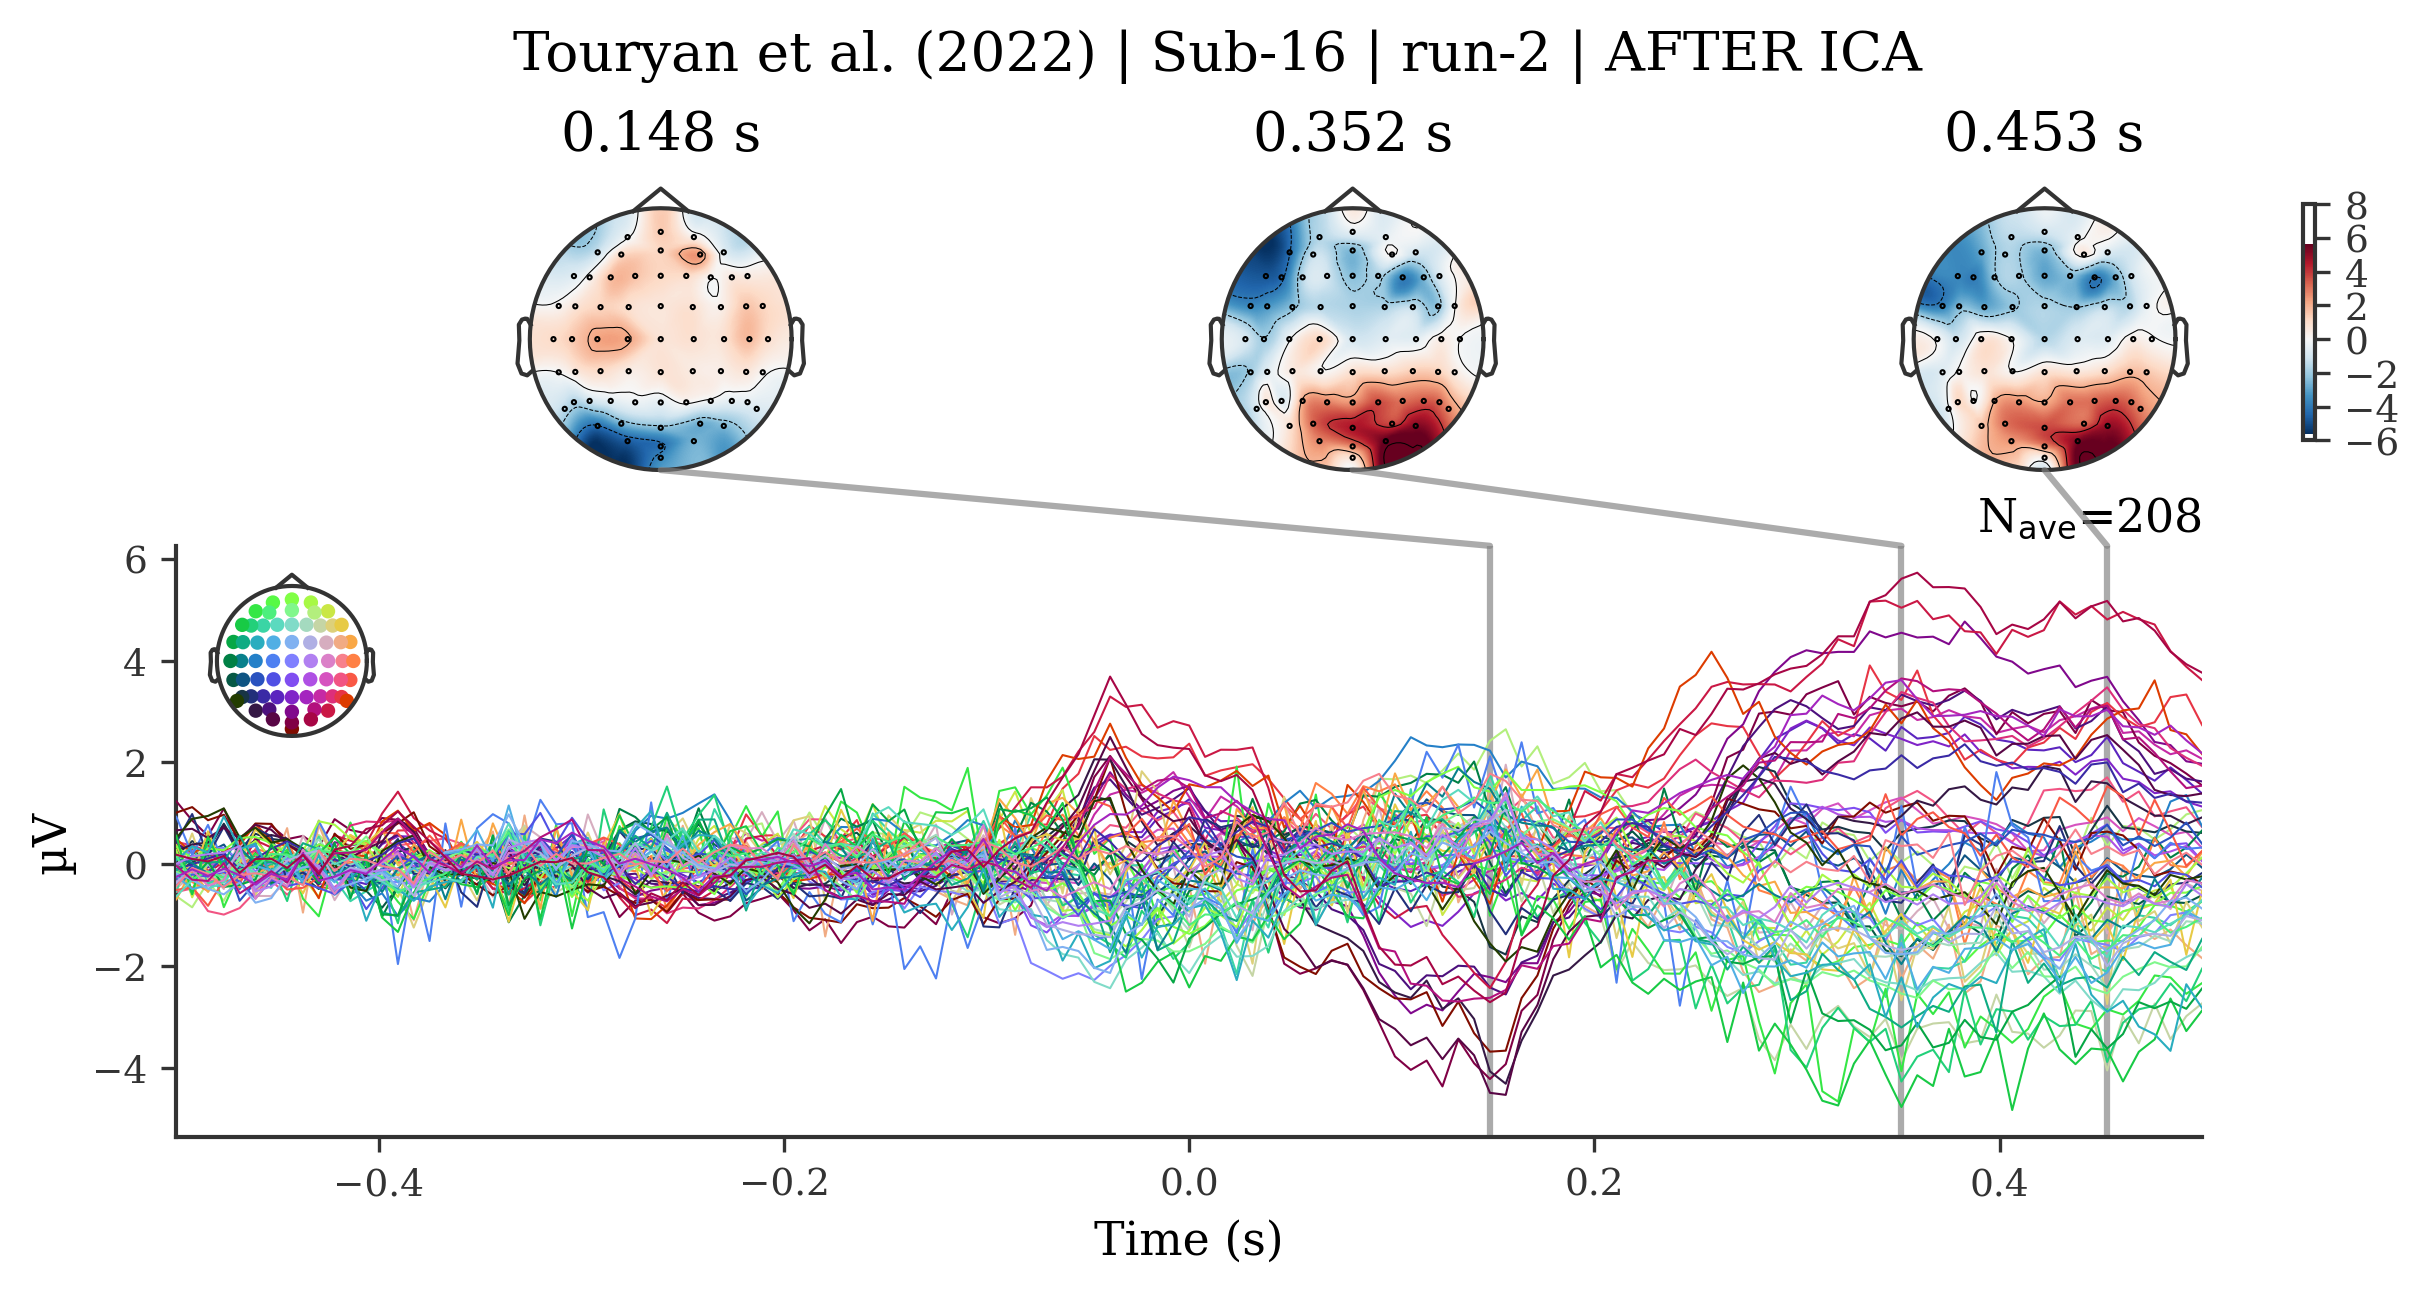 Touryan et al. (2022) | Sub-16 | run-2 | AFTER ICA
0.148 s
0.352 s
0.453 s
8
6
4
2
0
−2
−4
−6
Nave=208
6
4
2
0
−2
−4
µV
−0.4
−0.2
0.0
0.2
0.4
Time (s)